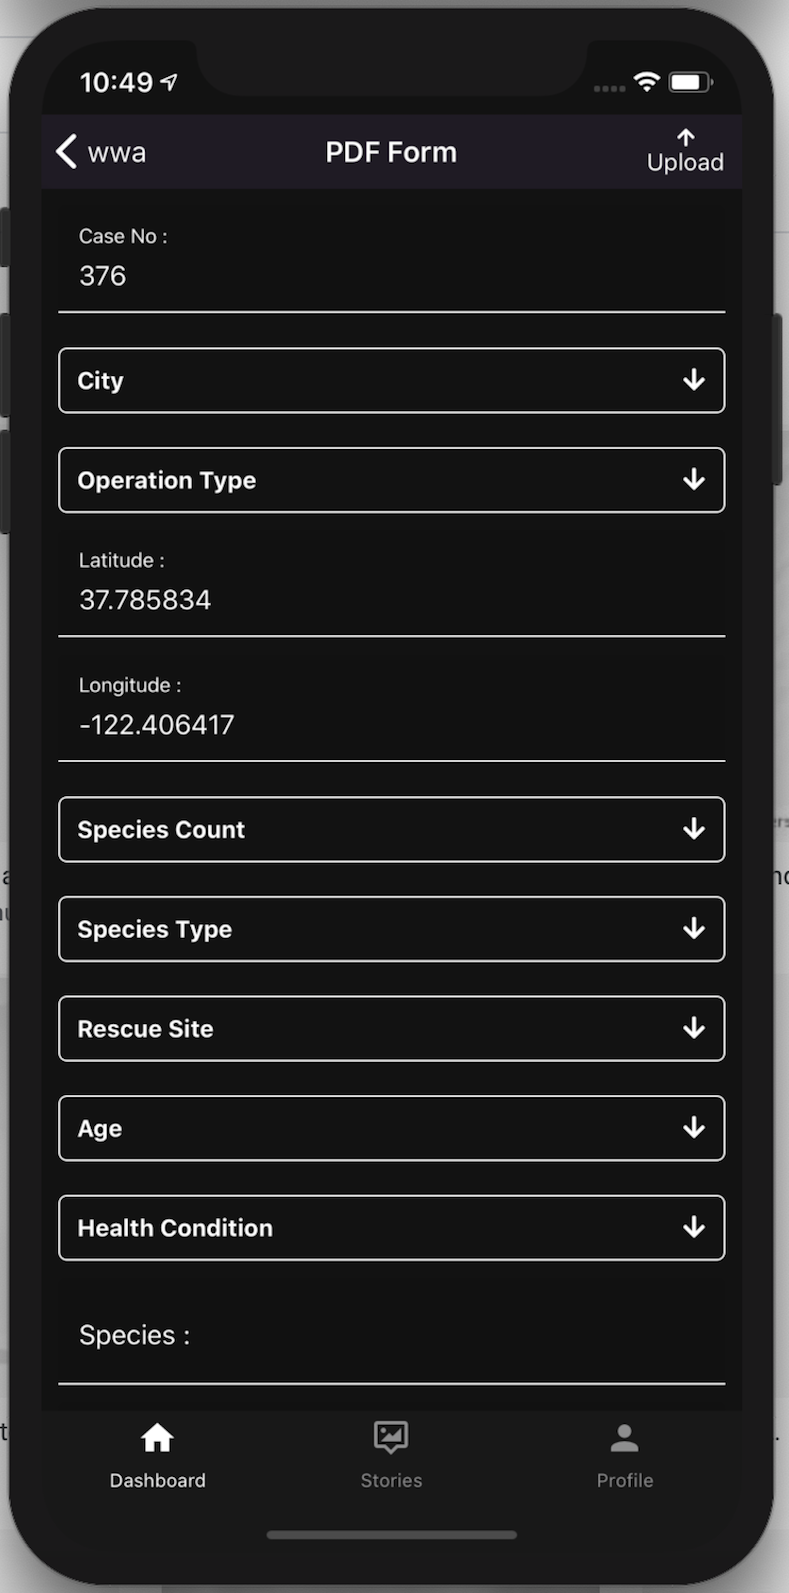 10:49
wwa
PDF Form
Upload
Case No :
376
City
Operation Type
Latitude :
37.785834
Longitude :
-122.406417
Species Count
Species Type
Rescue Site
Age
Health Condition
Species :
Dashboard
Stories
Profile